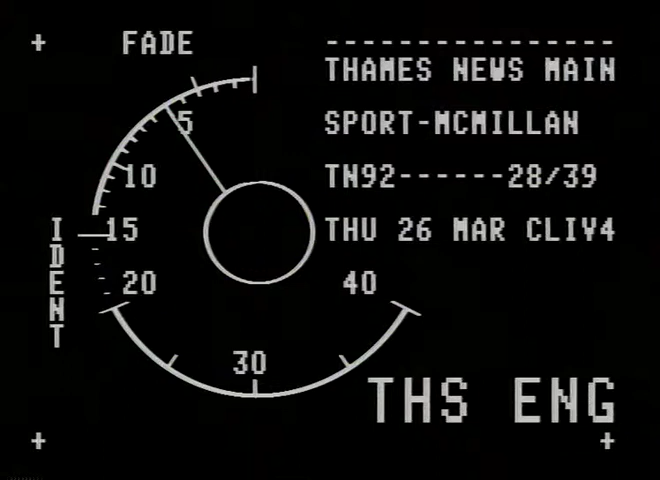 FADE
----------------
THAMES NEWS MAIN
SPORT-MCMILLAN
TN92------28/39
THU 26 MAR CLIV4
5
10
15
20
30
40
IDENT
THS ENG